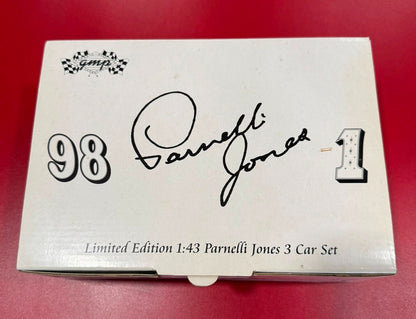 gmp
98 Parnelli Jones 1
Limited Edition 1:43 Parnelli Jones 3 Car Set